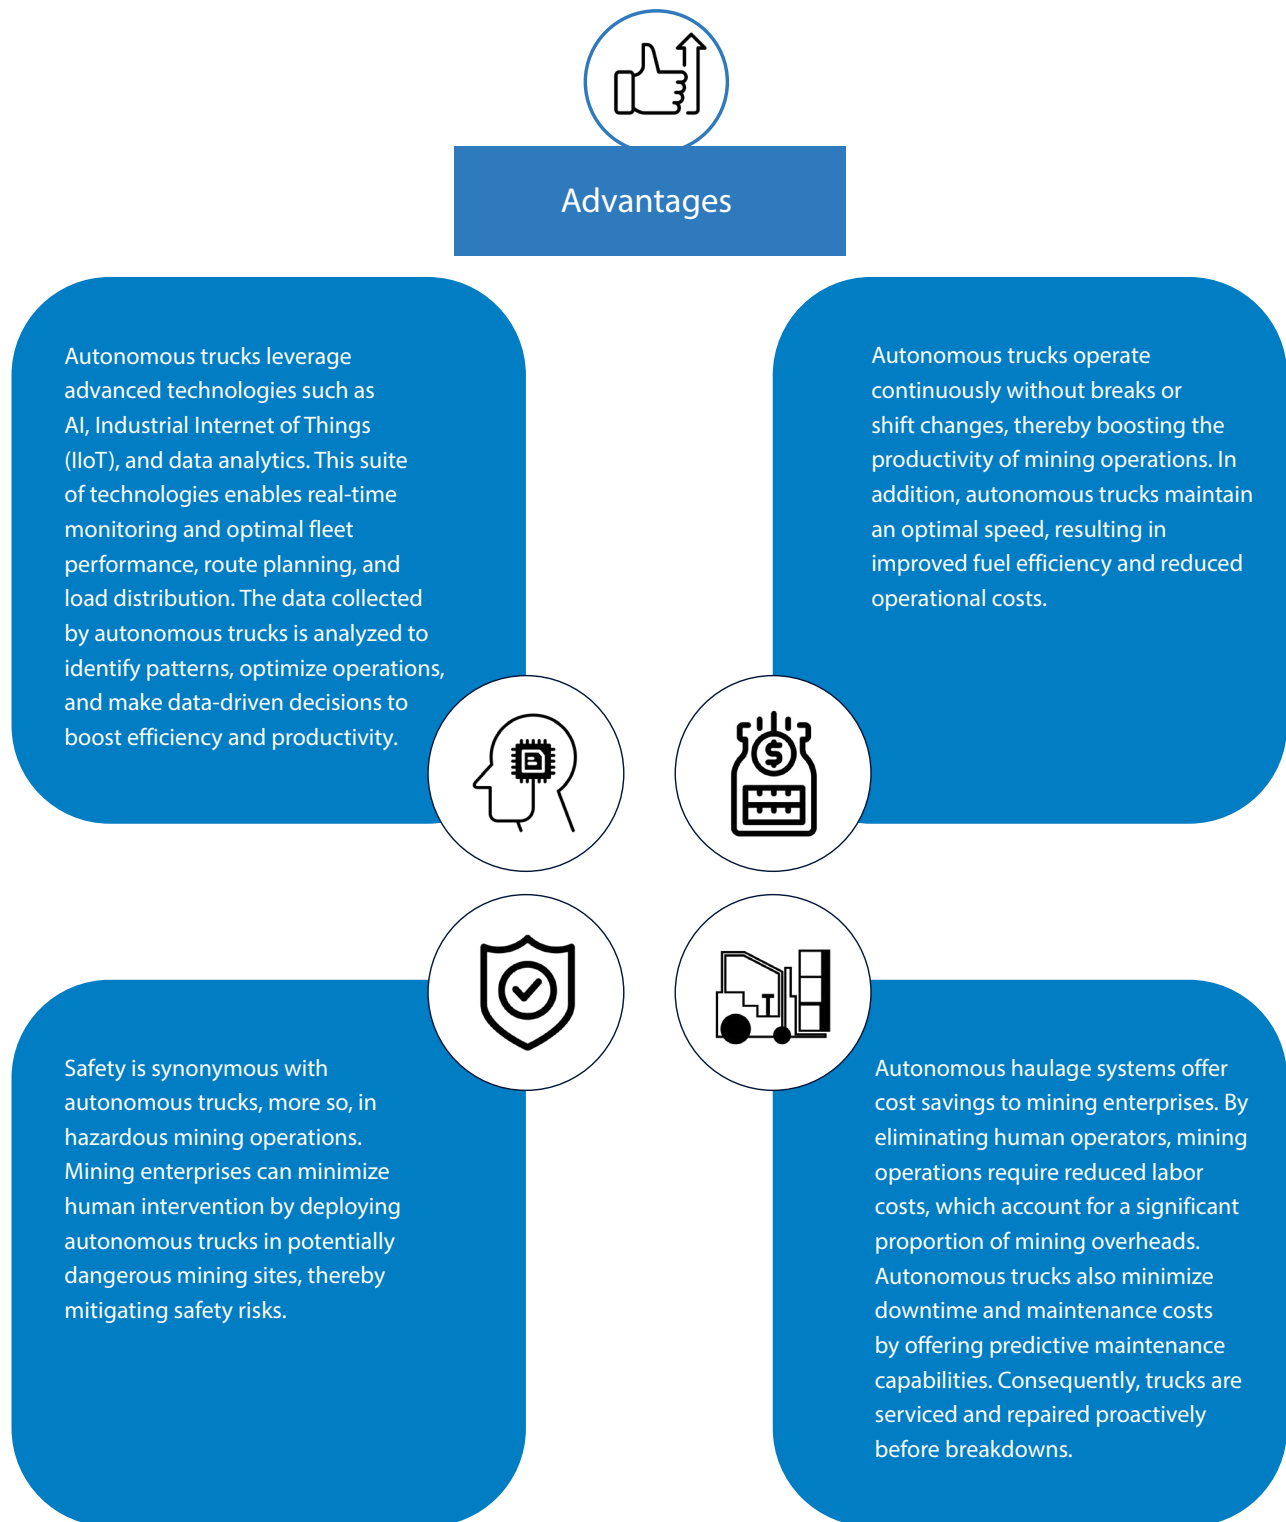 Advantages
Autonomous trucks leverage
advanced technologies such as
AI, Industrial Internet of Things
(IIoT), and data analytics. This suite
of technologies enables real-time
monitoring and optimal fleet
performance, route planning, and
load distribution. The data collected
by autonomous trucks is analyzed to
identify patterns, optimize operations,
and make data-driven decisions to
boost efficiency and productivity.
Autonomous trucks operate
continuously without breaks or
shift changes, thereby boosting the
productivity of mining operations. In
addition, autonomous trucks maintain
an optimal speed, resulting in
improved fuel efficiency and reduced
operational costs.
Safety is synonymous with
autonomous trucks, more so, in
hazardous mining operations.
Mining enterprises can minimize
human intervention by deploying
autonomous trucks in potentially
dangerous mining sites, thereby
mitigating safety risks.
Autonomous haulage systems offer
cost savings to mining enterprises. By
eliminating human operators, mining
operations require reduced labor
costs, which account for a significant
proportion of mining overheads.
Autonomous trucks also minimize
downtime and maintenance costs
by offering predictive maintenance
capabilities. Consequently, trucks are
serviced and repaired proactively
before breakdowns.